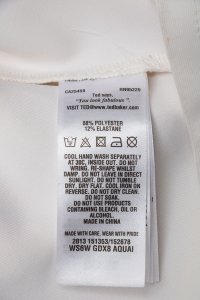 CA25455 RN95229
Ted says,
"You look fabulous".
VISIT TED@www.tedbaker.com
88% POLYESTER
12% ELASTANE
COOL HAND WASH SEPARATELY
AT 30C. INSIDE OUT. DO NOT
WRING. RE-SHAPE WHILST
DAMP. DO NOT LEAVE IN DIRECT
SUNLIGHT. DO NOT TUMBLE
DRY. DRY FLAT. COOL IRON ON
REVERSE. DO NOT DRY CLEAN.
DO NOT SOAK.
DO NOT USE PRODUCTS
CONTAINING BLEACH, OIL OR
ALCOHOL.
MADE IN CHINA
MADE WITH CARE, WEAR WITH PRIDE
2013 151353/152678
WS6W GDX8 AQUAI